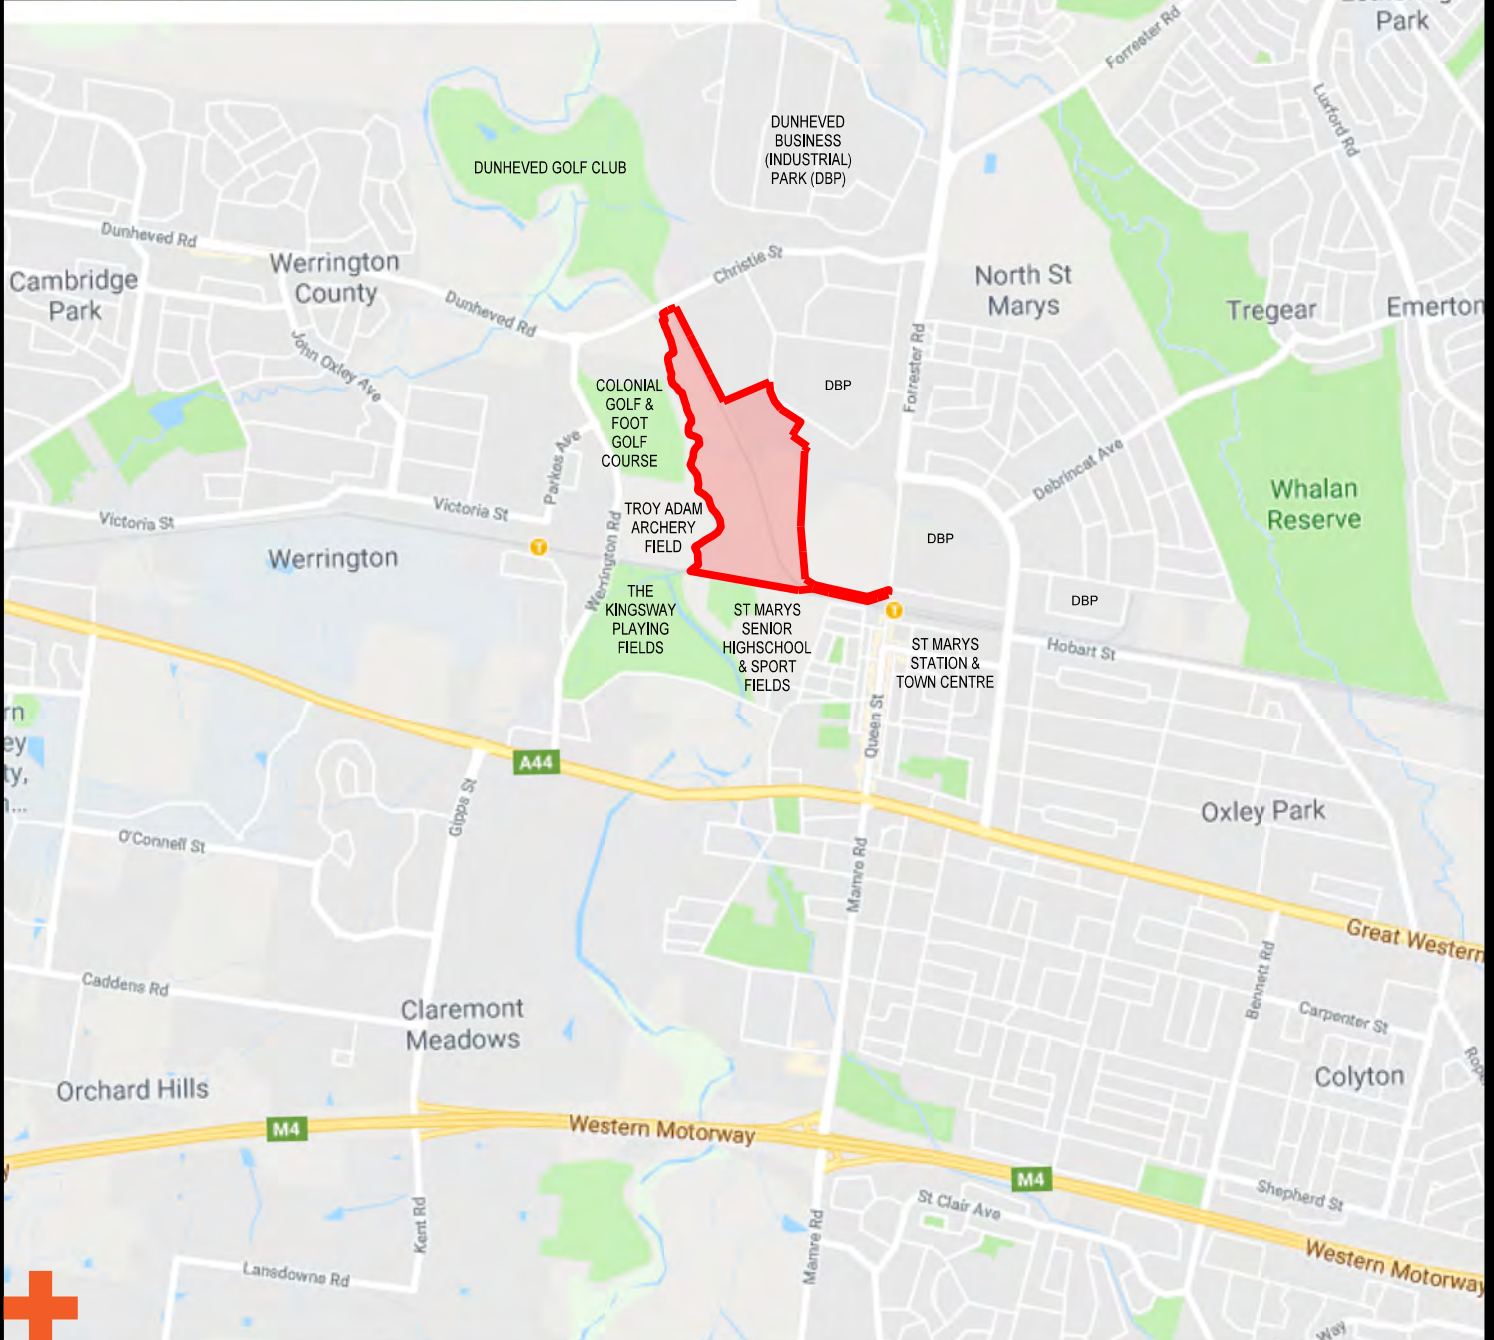 Park
Forrester Rd
Luxford Rd
DUNHEVED
BUSINESS
(INDUSTRIAL)
PARK (DBP)
DUNHEVED GOLF CLUB
Dunheved Rd
Werrington
County
Cambridge
Park
Christie St
North St
Marys
Tregear
Emerton
Dunheved Rd
John Oxley Ave
Forrester Rd
COLONIAL
GOLF &
FOOT
GOLF
COURSE
DBP
Parkes Ave
Debrincat Ave
Whalan
Reserve
Victoria St
Victoria St
TROY ADAM
ARCHERY
FIELD
Werrington
T
Werrington Rd
DBP
THE
KINGSWAY
PLAYING
FIELDS
ST MARYS
SENIOR
HIGHSCHOOL
& SPORT
FIELDS
T
DBP
ST MARYS
STATION &
TOWN CENTRE
Hobart St
rn
ey
ty,
Queen St
A44
Gipps St
Oxley Park
O'Connell St
Mamre Rd
Great Western
Bennett Rd
Caddens Rd
Claremont
Meadows
Carpenter St
Colyton
Orchard Hills
M4
Western Motorway
M4
Shepherd St
St Clair Ave
Kent Rd
Mamre Rd
Lansdowne Rd
Western Motorway
Way